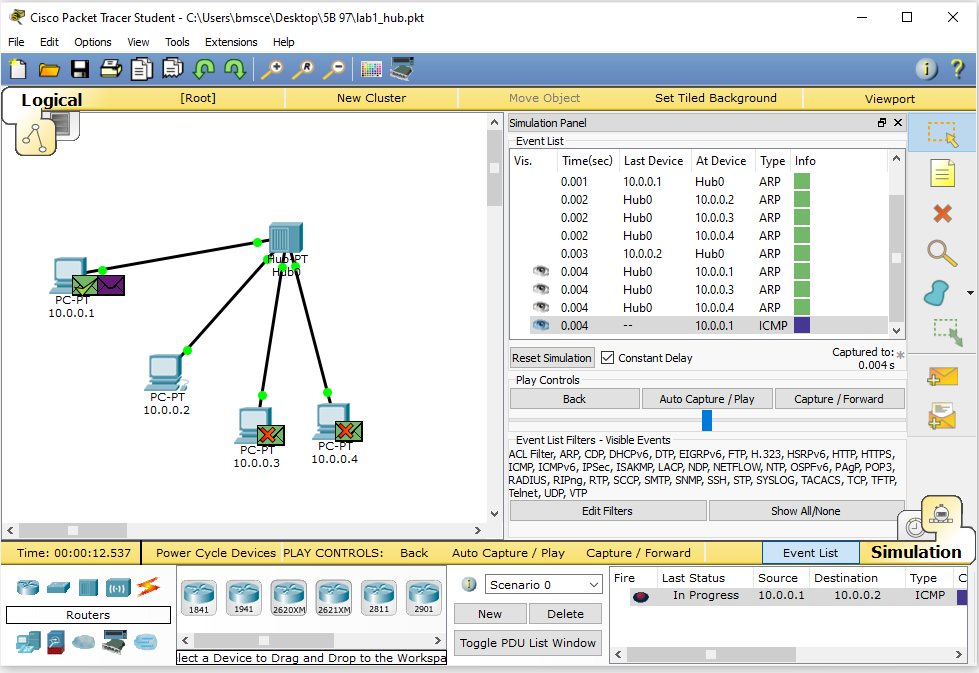 Cisco Packet Tracer Student - C:\Users\bmsce\Desktop\5B 97\lab1_hub.pkt
File Edit Options View Tools Extensions Help
Logical [Root] New Cluster Move Object Set Tiled Background Viewport
Hub-PT
Hub0
PC-PT
10.0.0.1
PC-PT
10.0.0.2
PC-PT
10.0.0.3
PC-PT
10.0.0.4
Simulation Panel
Event List
Vis. Time(sec) Last Device At Device Type Info
0.001 10.0.0.1 Hub0 ARP
0.002 Hub0 10.0.0.2 ARP
0.002 Hub0 10.0.0.3 ARP
0.002 Hub0 10.0.0.4 ARP
0.003 10.0.0.2 Hub0 ARP
0.004 Hub0 10.0.0.1 ARP
0.004 Hub0 10.0.0.3 ARP
0.004 Hub0 10.0.0.4 ARP
0.004 -- 10.0.0.1 ICMP
Reset Simulation Constant Delay Captured to: *
0.004 s
Play Controls
Back Auto Capture / Play Capture / Forward
Event List Filters - Visible Events
ACL Filter, ARP, CDP, DHCPv6, DTP, EIGRPv6, FTP, H.323, HSRPv6, HTTP, HTTPS,
ICMP, ICMPv6, IPSec, ISAKMP, LACP, NDP, NETFLOW, NTP, OSPFv6, PAgP, POP3,
RADIUS, RIPng, RTP, SCCP, SMTP, SNMP, SSH, STP, SYSLOG, TACACS, TCP, TFTP,
Telnet, UDP, VTP
Edit Filters Show All/None
Time: 00:00:12.537 Power Cycle Devices PLAY CONTROLS: Back Auto Capture / Play Capture / Forward Event List Simulation
Routers
1841 1941 2620XM 2621XM 2811 2901
lect a Device to Drag and Drop to the Workspa
Scenario 0
New Delete
Toggle PDU List Window
Fire Last Status Source Destination Type C
In Progress 10.0.0.1 10.0.0.2 ICMP